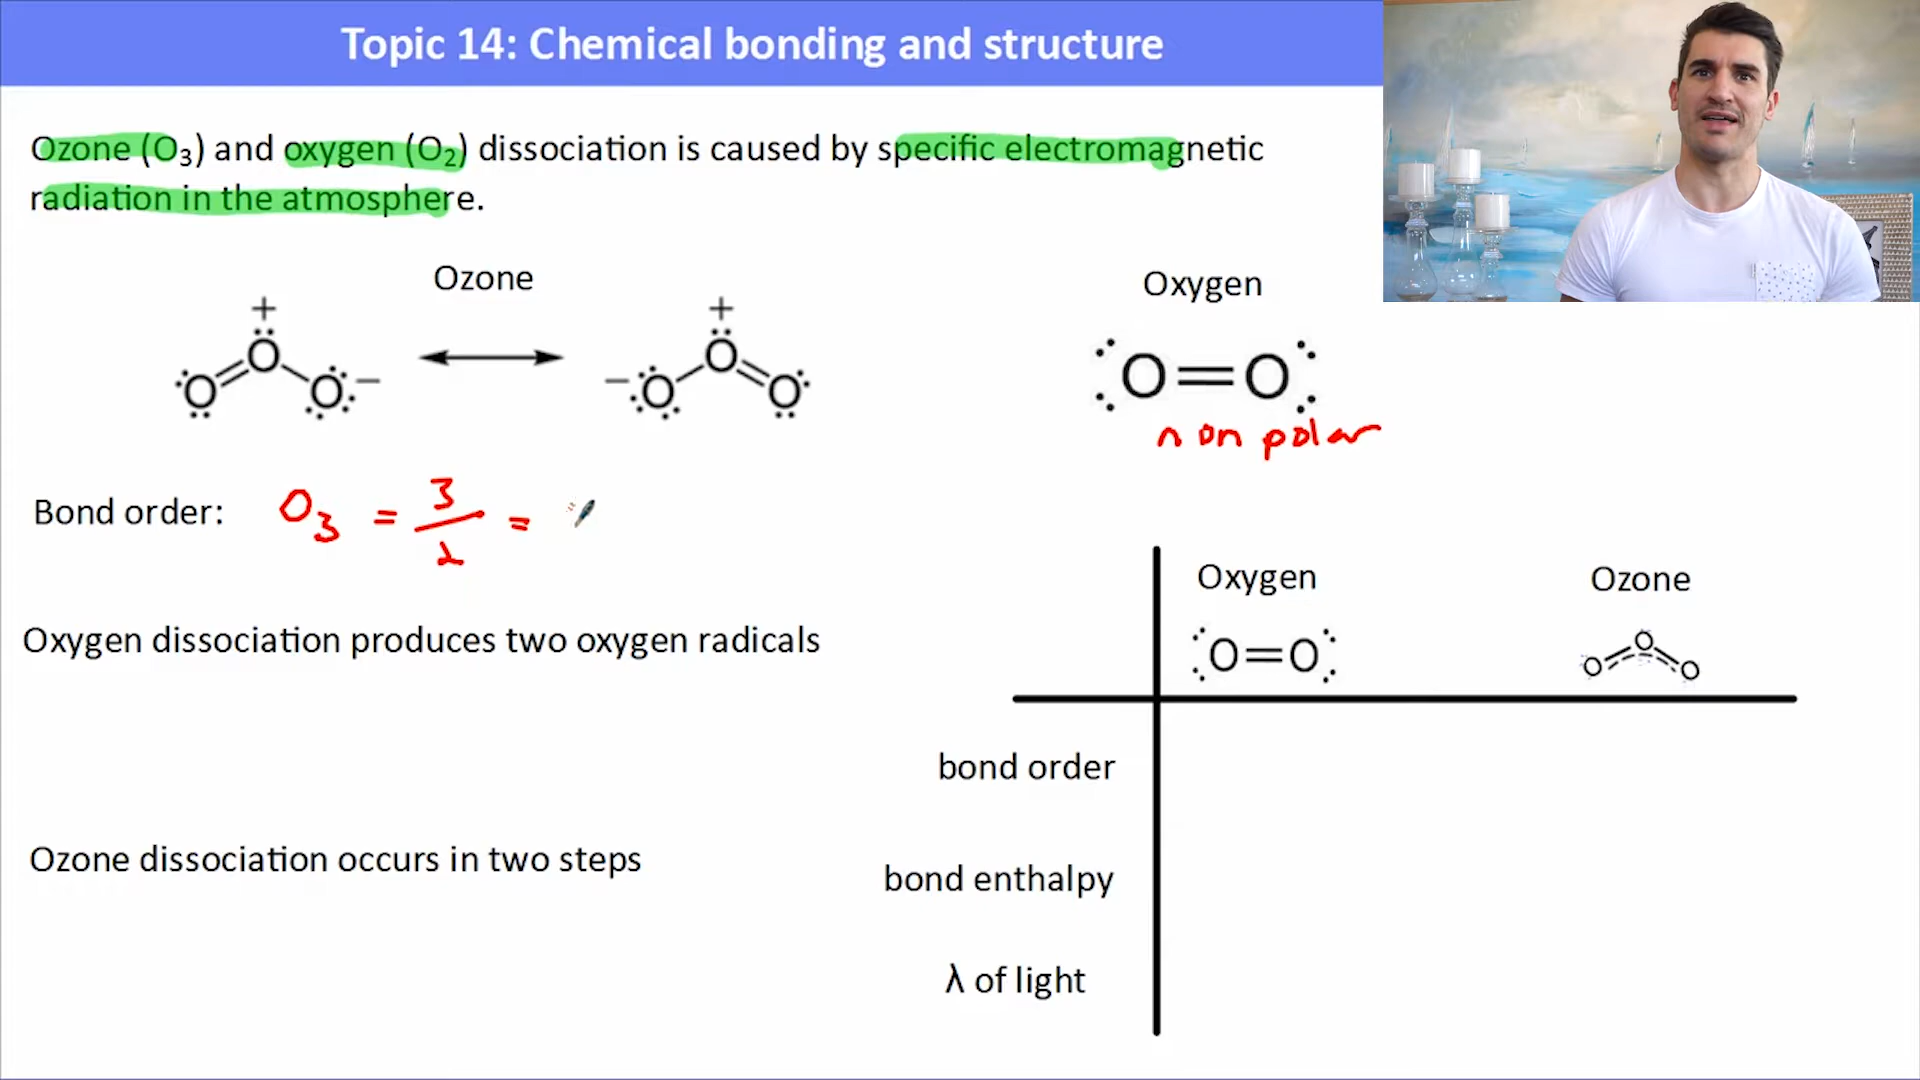 Topic 14: Chemical bonding and structure
Ozone (O₃) and oxygen (O₂) dissociation is caused by specific electromagnetic
radiation in the atmosphere.
Ozone
+
O O O −
+
− O O O
Oxygen
O=O
non polar
Bond order: O₃ = 3/2 =
Oxygen dissociation produces two oxygen radicals
Ozone dissociation occurs in two steps
Oxygen Ozone
O=O O O O
bond order
bond enthalpy
λ of light